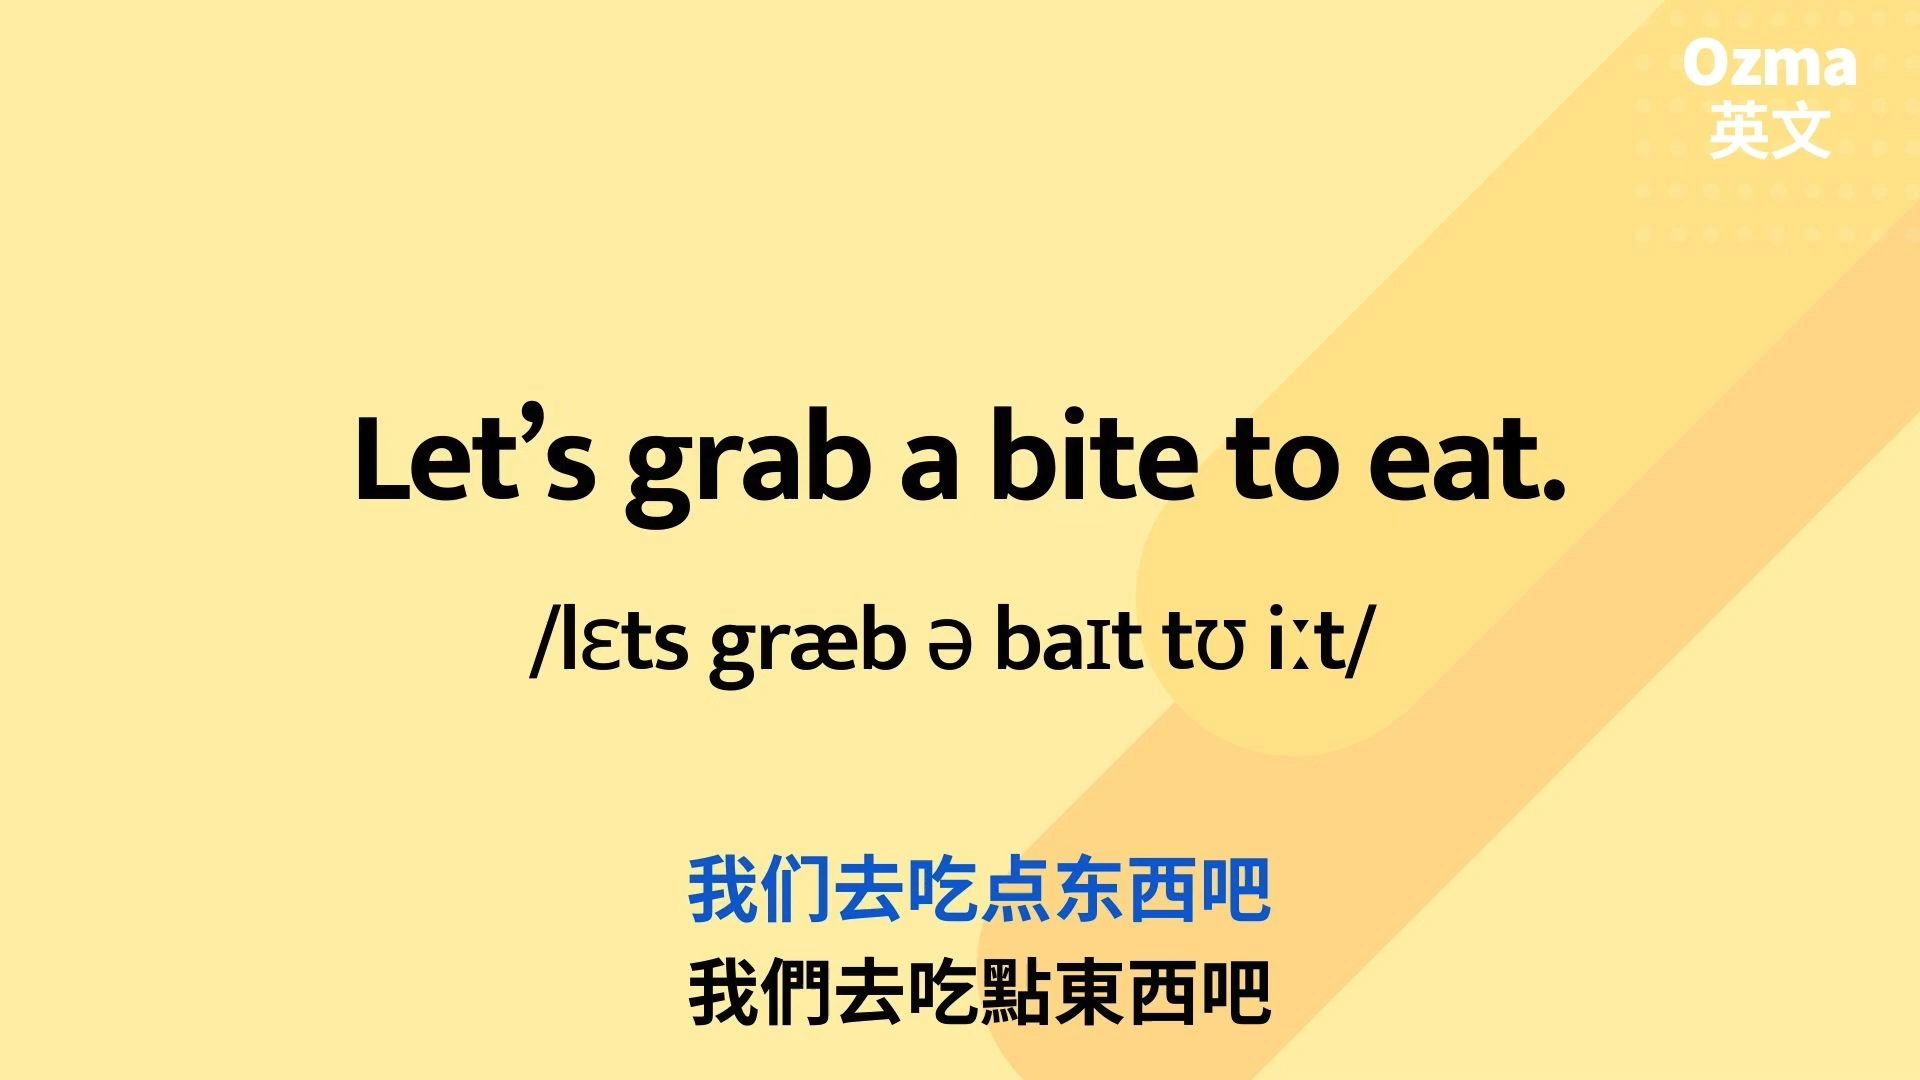 Ozma
英文
Let’s grab a bite to eat.
/lɛts græb ə baɪt tʊ iːt/
我们去吃点东西吧
我們去吃點東西吧